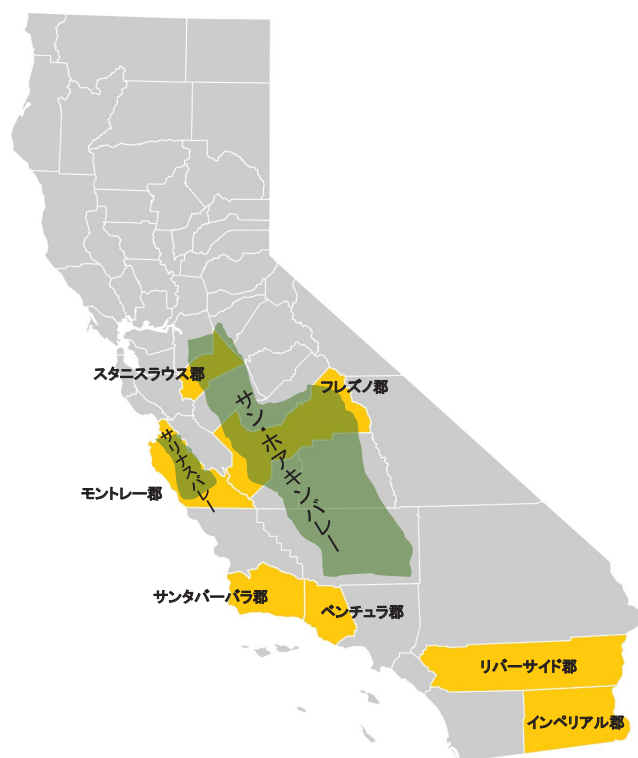 スタニスラウス郡
フレズノ郡
サン・ホアキンバレー
サリナスバレー
モントレー郡
サンタバーバラ郡
ベンチュラ郡
リバーサイド郡
インペリアル郡